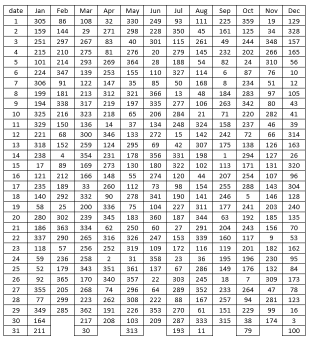 date Jan Feb Mar Apr May Jun Jul Aug Sep Oct Nov Dec
1 305 86 108 32 330 249 93 111 225 359 19 129
2 159 144 29 271 298 228 350 45 161 125 34 328
3 251 297 267 83 40 301 115 261 49 244 348 157
4 215 210 275 81 276 20 279 145 232 202 266 165
5 101 214 293 269 364 28 188 54 82 24 310 56
6 224 347 139 253 155 110 327 114 6 87 76 10
7 306 91 122 147 35 85 50 168 8 234 51 12
8 199 181 213 312 321 366 13 48 184 283 97 105
9 194 338 317 219 197 335 277 106 263 342 80 43
10 325 216 323 218 65 206 284 21 71 220 282 41
11 329 150 136 14 37 134 248 324 158 237 46 39
12 221 68 300 346 133 272 15 142 242 72 66 314
13 318 152 259 124 295 69 42 307 175 138 126 163
14 238 4 354 231 178 356 331 198 1 294 127 26
15 17 89 169 273 130 180 322 102 113 171 131 320
16 121 212 166 148 55 274 120 44 207 254 107 96
17 235 189 33 260 112 73 98 154 255 288 143 304
18 140 292 332 90 278 341 190 141 246 5 146 128
19 58 25 200 336 75 104 227 311 177 241 203 240
20 280 302 239 345 183 360 187 344 63 192 185 135
21 186 363 334 62 250 60 27 291 204 243 156 70
22 337 290 265 316 326 247 153 339 160 117 9 53
23 118 57 256 252 319 109 172 116 119 201 182 162
24 59 236 258 2 31 358 23 36 195 196 230 95
25 52 179 343 351 361 137 67 286 149 176 132 84
26 92 365 170 340 357 22 303 245 18 7 309 173
27 355 205 268 74 296 64 289 352 233 264 47 78
28 77 299 223 262 308 222 88 167 257 94 281 123
29 349 285 362 191 226 353 270 61 151 229 99 16
30 164 217 208 103 209 287 333 315 38 174 3
31 211 30 313 193 11 79 100